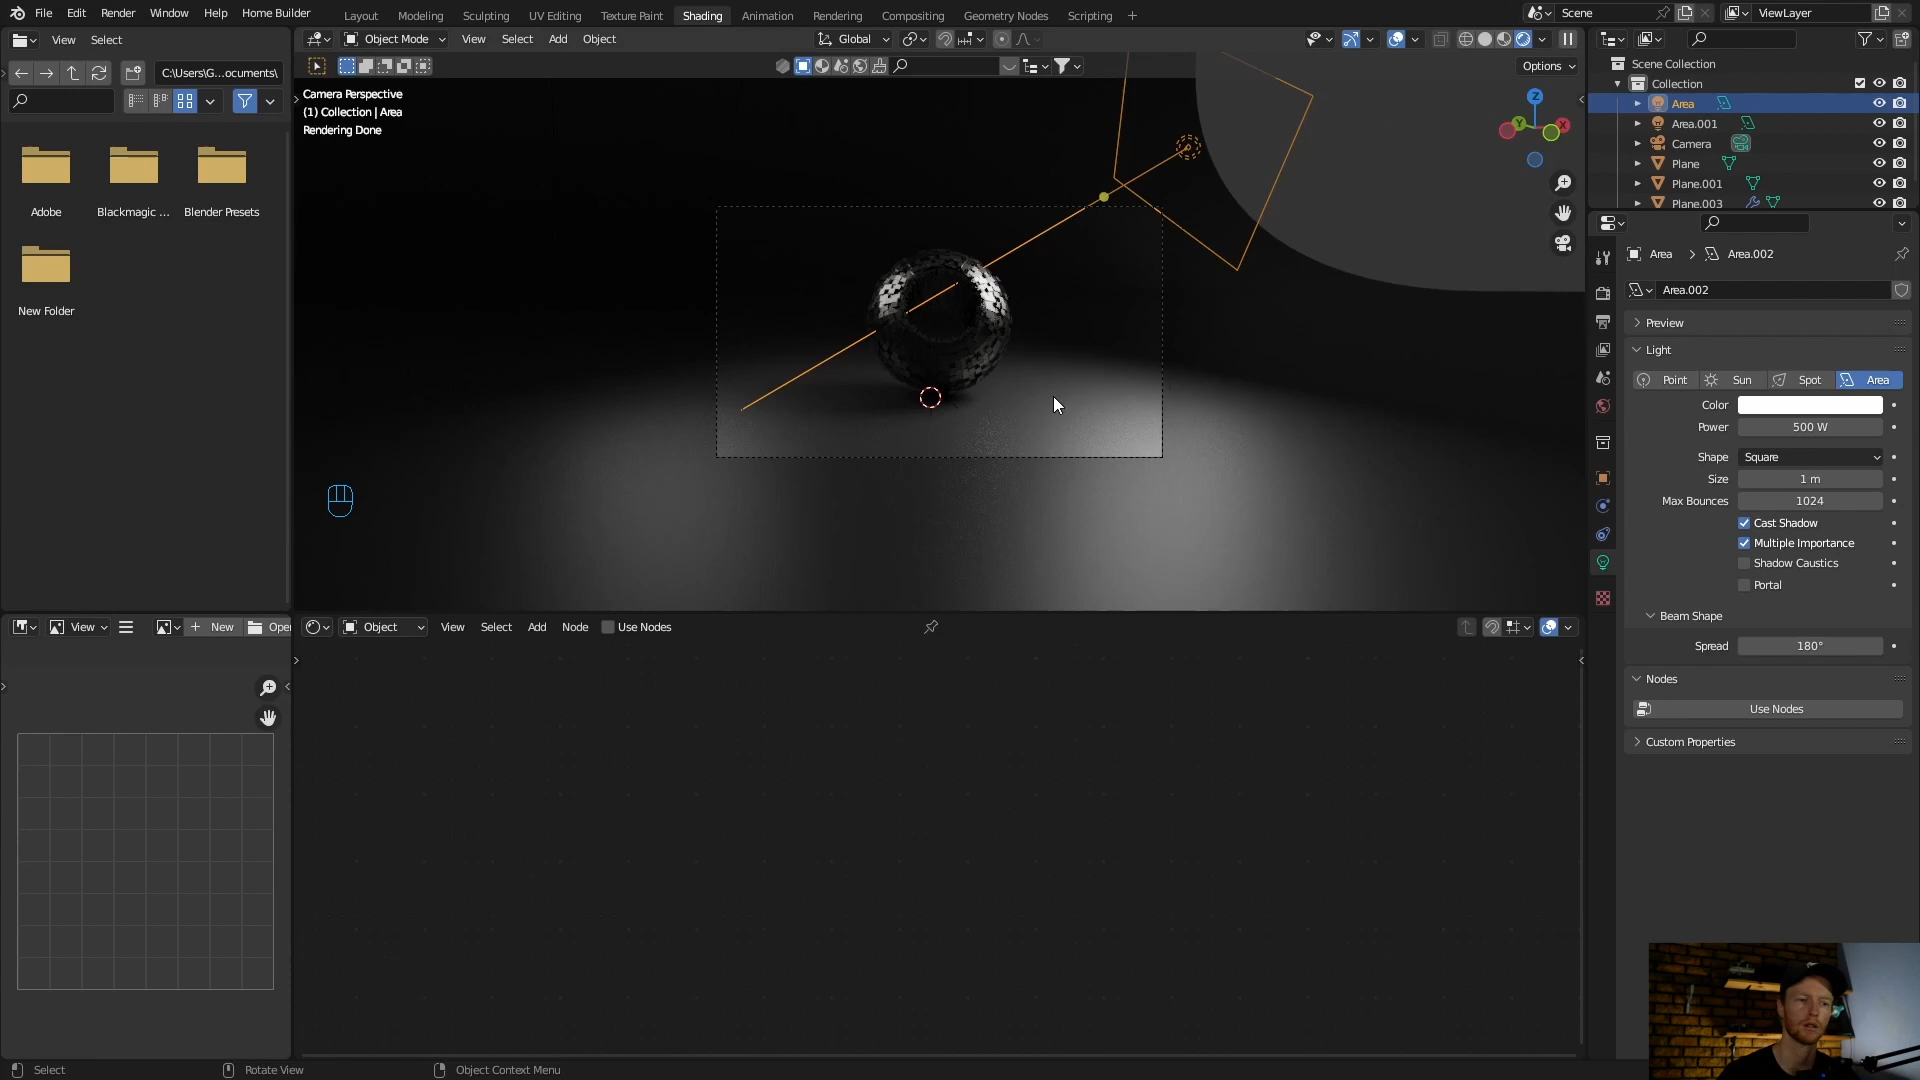 File Edit Render Window Help Home Builder Layout Modeling Sculpting UV Editing Texture Paint Shading Animation Rendering Compositing Geometry Nodes Scripting + Scene ViewLayer
View Select Object Mode View Select Add Object Global
C:\Users\G...ocuments\ Options
Scene Collection
Collection
Area
Area.001
Camera
Plane
Plane.001
Plane.003
Camera Perspective
(1) Collection | Area
Rendering Done
Z
Y
X
Adobe Blackmagic ... Blender Presets
New Folder
Area > Area.002
Area.002
Preview
Light
Point Sun Spot Area
Color
Power 500 W
Shape Square
Size 1 m
Max Bounces 1024
Cast Shadow
Multiple Importance
Shadow Caustics
Portal
Beam Shape
Spread 180°
Nodes
Use Nodes
Custom Properties
View New Open Object View Select Add Node Use Nodes
Select Rotate View Object Context Menu